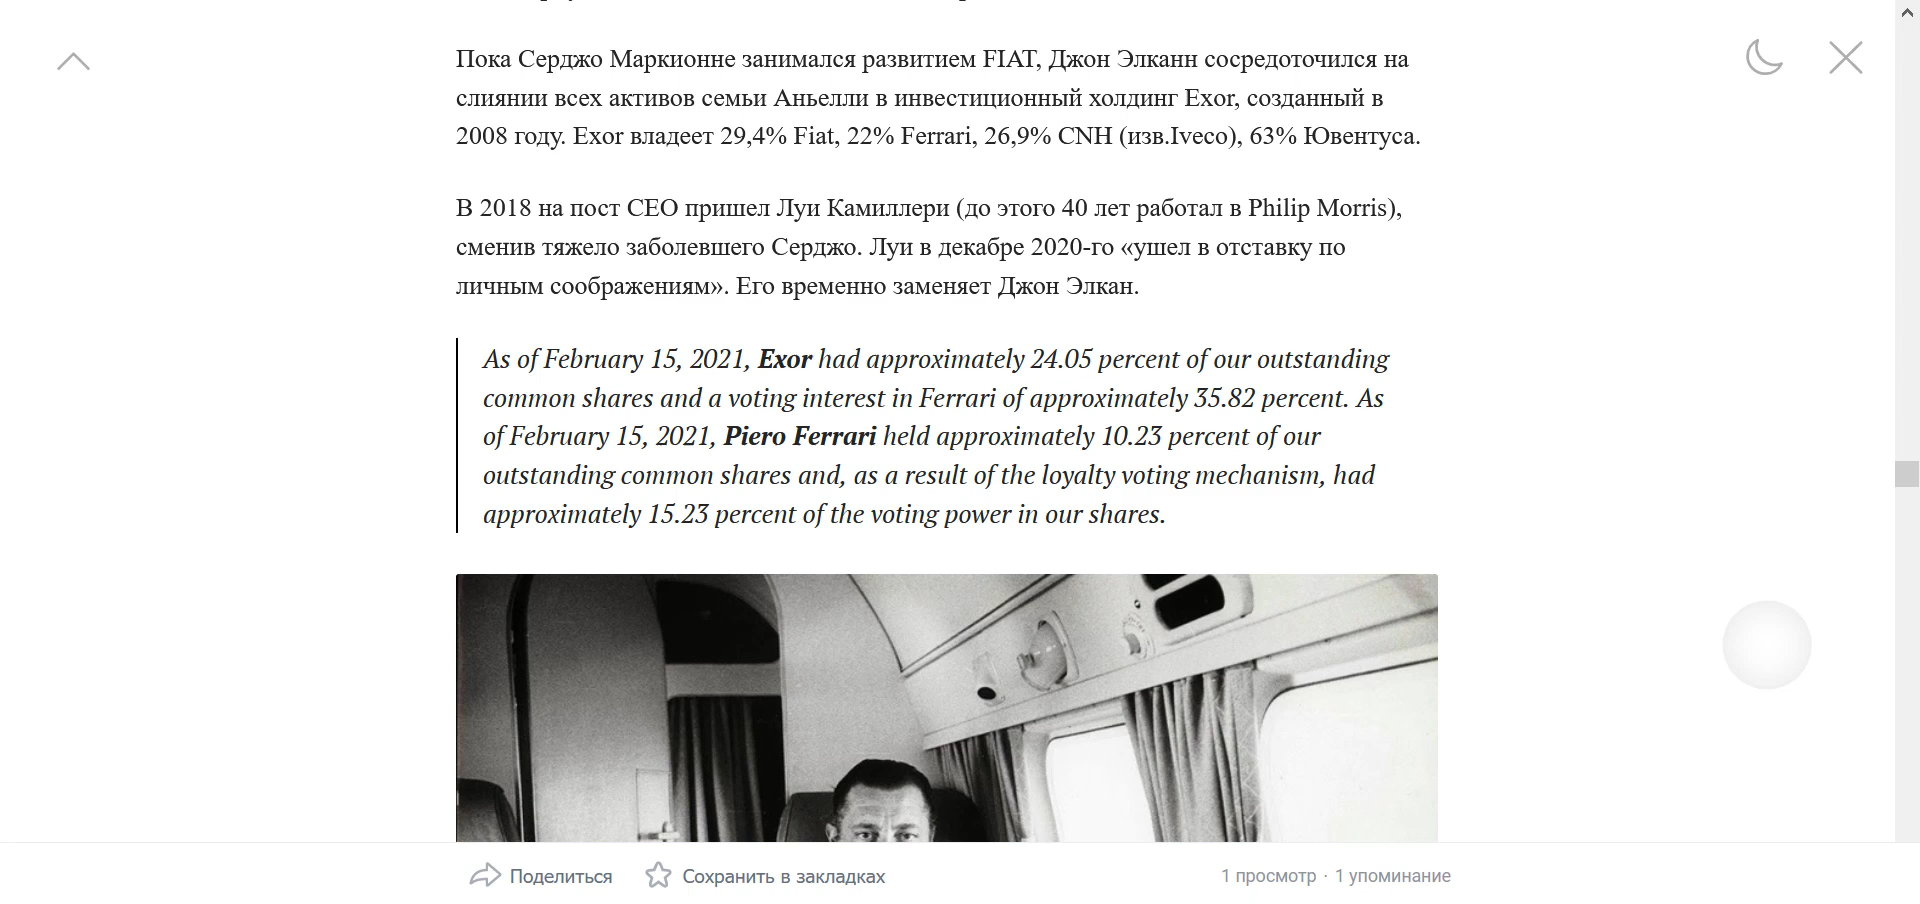 Пока Серджо Маркионне занимался развитием FIAT, Джон Элканн сосредоточился на
слиянии всех активов семьи Аньелли в инвестиционный холдинг Exor, созданный в
2008 году. Exor владеет 29,4% Fiat, 22% Ferrari, 26,9% CNH (изв.Iveco), 63% Ювентуса.
В 2018 на пост CEO пришел Луи Камиллери (до этого 40 лет работал в Philip Morris),
сменив тяжело заболевшего Серджо. Луи в декабре 2020-го «ушел в отставку по
личным соображениям». Его временно заменяет Джон Элкан.
As of February 15, 2021, Exor had approximately 24.05 percent of our outstanding
common shares and a voting interest in Ferrari of approximately 35.82 percent. As
of February 15, 2021, Piero Ferrari held approximately 10.23 percent of our
outstanding common shares and, as a result of the loyalty voting mechanism, had
approximately 15.23 percent of the voting power in our shares.
Поделиться Сохранить в закладках 1 просмотр · 1 упоминание